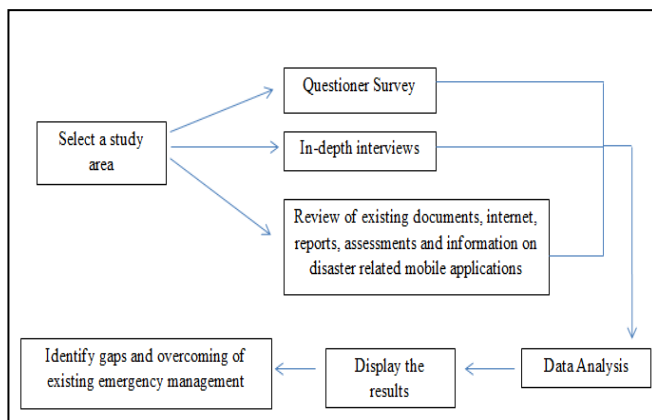 Questioner Survey
Select a study
area
In-depth interviews
Review of existing documents, internet,
reports, assessments and information on
disaster related mobile applications
Identify gaps and overcoming of
existing emergency management
Display the
results
Data Analysis